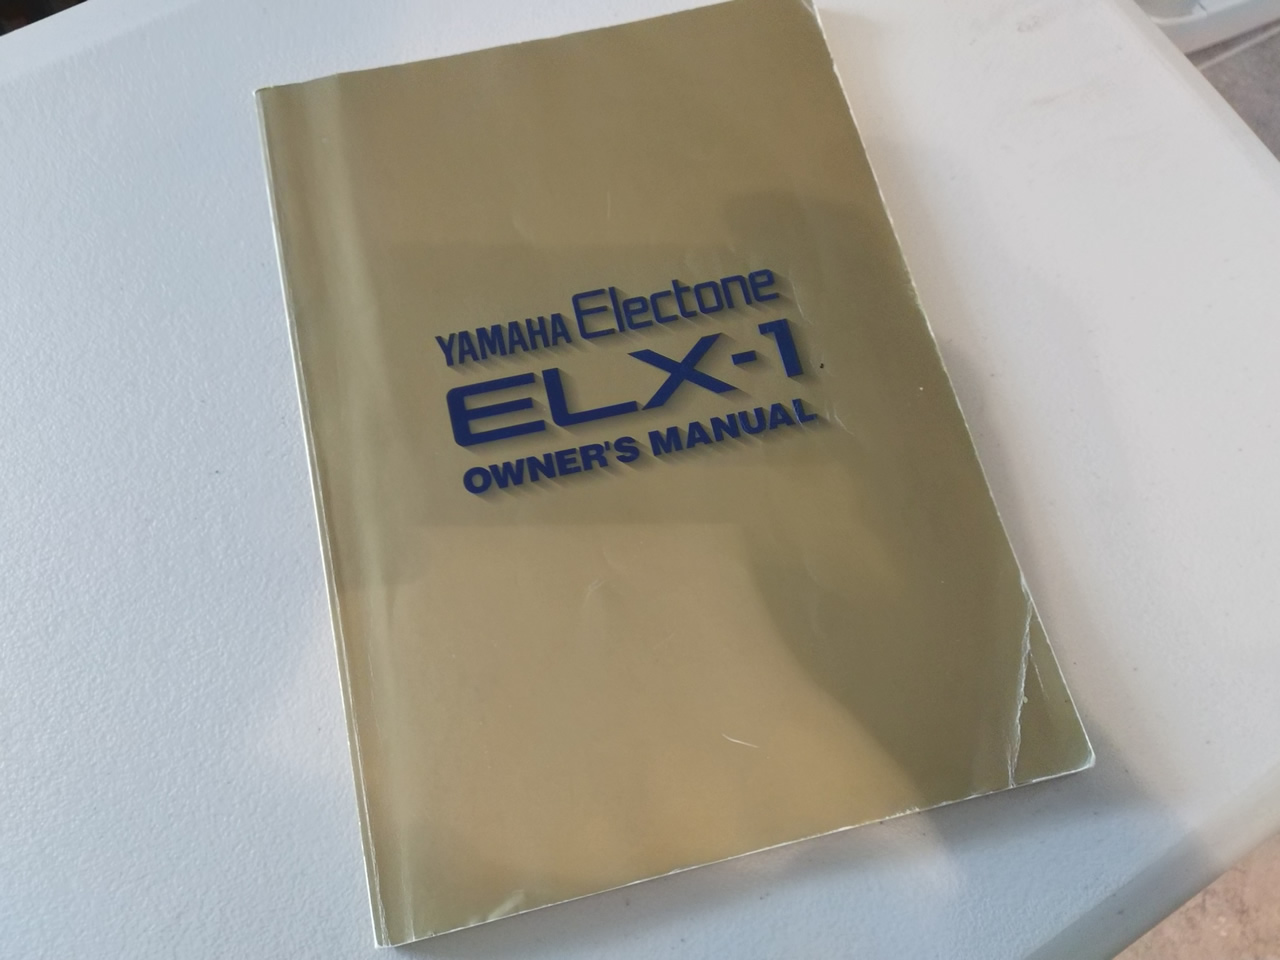 YAMAHA Electone
ELX-1
OWNER'S MANUAL